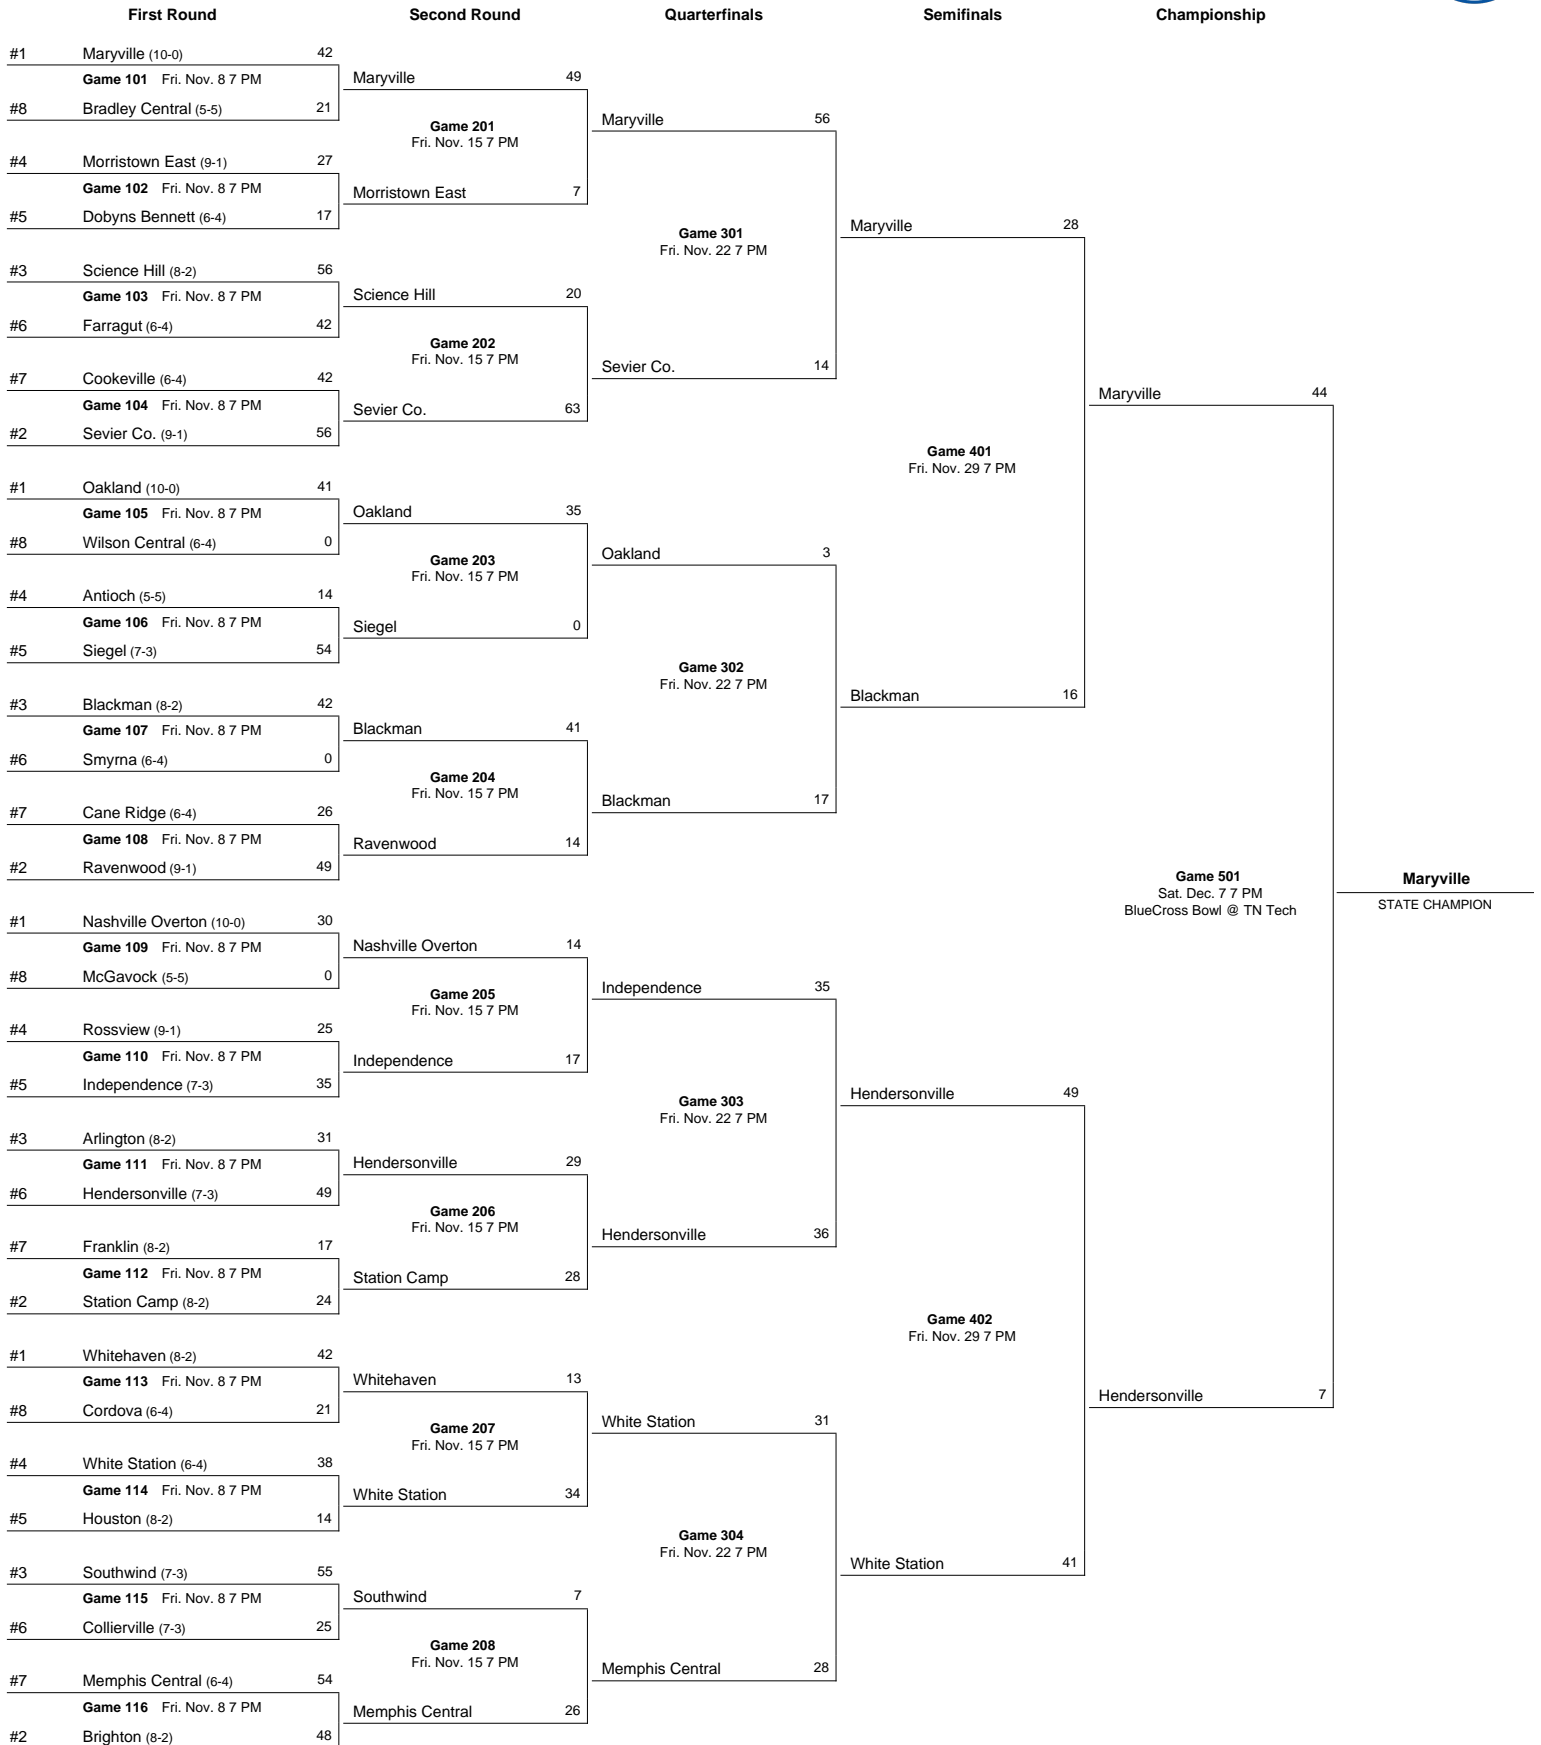 First Round Second Round Quarterfinals Semifinals Championship
#1 Maryville (10-0) 42
Game 101 Fri. Nov. 8 7 PM
#8 Bradley Central (5-5) 21
Maryville 49
Game 201
Fri. Nov. 15 7 PM
Morristown East 7
#4 Morristown East (9-1) 27
Game 102 Fri. Nov. 8 7 PM
#5 Dobyns Bennett (6-4) 17
Maryville 56
Game 301
Fri. Nov. 22 7 PM
Sevier Co. 14
#3 Science Hill (8-2) 56
Game 103 Fri. Nov. 8 7 PM
#6 Farragut (6-4) 42
Science Hill 20
Game 202
Fri. Nov. 15 7 PM
Sevier Co. 63
#7 Cookeville (6-4) 42
Game 104 Fri. Nov. 8 7 PM
#2 Sevier Co. (9-1) 56
Maryville 28
Game 401
Fri. Nov. 29 7 PM
Blackman 16
#1 Oakland (10-0) 41
Game 105 Fri. Nov. 8 7 PM
#8 Wilson Central (6-4) 0
Oakland 35
Game 203
Fri. Nov. 15 7 PM
Siegel 0
#4 Antioch (5-5) 14
Game 106 Fri. Nov. 8 7 PM
#5 Siegel (7-3) 54
Oakland 3
Game 302
Fri. Nov. 22 7 PM
Blackman 17
#3 Blackman (8-2) 42
Game 107 Fri. Nov. 8 7 PM
#6 Smyrna (6-4) 0
Blackman 41
Game 204
Fri. Nov. 15 7 PM
Ravenwood 14
#7 Cane Ridge (6-4) 26
Game 108 Fri. Nov. 8 7 PM
#2 Ravenwood (9-1) 49
Maryville 44
Game 501
Sat. Dec. 7 7 PM
BlueCross Bowl @ TN Tech
Hendersonville 7
Maryville
STATE CHAMPION
#1 Nashville Overton (10-0) 30
Game 109 Fri. Nov. 8 7 PM
#8 McGavock (5-5) 0
Nashville Overton 14
Game 205
Fri. Nov. 15 7 PM
Independence 17
#4 Rossview (9-1) 25
Game 110 Fri. Nov. 8 7 PM
#5 Independence (7-3) 35
Independence 35
Game 303
Fri. Nov. 22 7 PM
Hendersonville 36
#3 Arlington (8-2) 31
Game 111 Fri. Nov. 8 7 PM
#6 Hendersonville (7-3) 49
Hendersonville 29
Game 206
Fri. Nov. 15 7 PM
Station Camp 28
#7 Franklin (8-2) 17
Game 112 Fri. Nov. 8 7 PM
#2 Station Camp (8-2) 24
Hendersonville 49
Game 402
Fri. Nov. 29 7 PM
White Station 41
#1 Whitehaven (8-2) 42
Game 113 Fri. Nov. 8 7 PM
#8 Cordova (6-4) 21
Whitehaven 13
Game 207
Fri. Nov. 15 7 PM
White Station 34
#4 White Station (6-4) 38
Game 114 Fri. Nov. 8 7 PM
#5 Houston (8-2) 14
White Station 31
Game 304
Fri. Nov. 22 7 PM
Memphis Central 28
#3 Southwind (7-3) 55
Game 115 Fri. Nov. 8 7 PM
#6 Collierville (7-3) 25
Southwind 7
Game 208
Fri. Nov. 15 7 PM
Memphis Central 26
#7 Memphis Central (6-4) 54
Game 116 Fri. Nov. 8 7 PM
#2 Brighton (8-2) 48